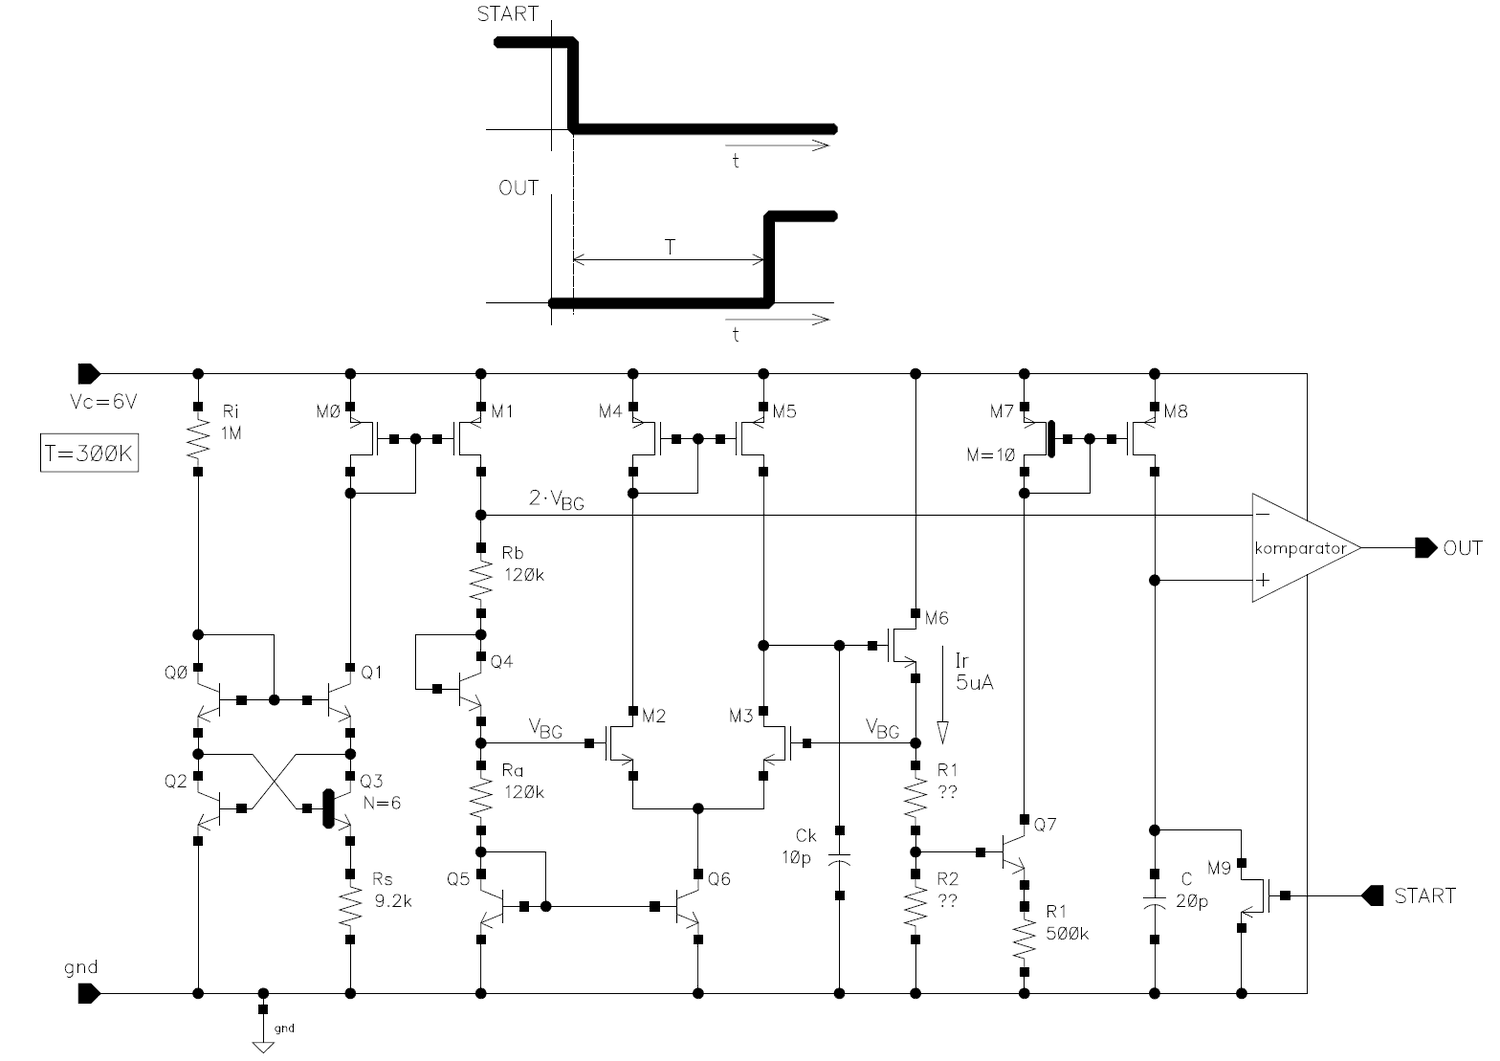 START
t
OUT
T
t
Vc=6V
T=300K
Ri
1M
M0
M1
M4
M5
M7
M=10
M8
2·VBG
komparator
OUT
Rb
120k
M6
Ir
5uA
Q0
Q1
Q4
VBG
M2
M3
VBG
Q2
Q3
N=6
Ra
120k
R1
??
Ck
10p
Q7
Rs
9.2k
Q5
Q6
R2
??
R1
500k
M9
C
20p
START
gnd
gnd